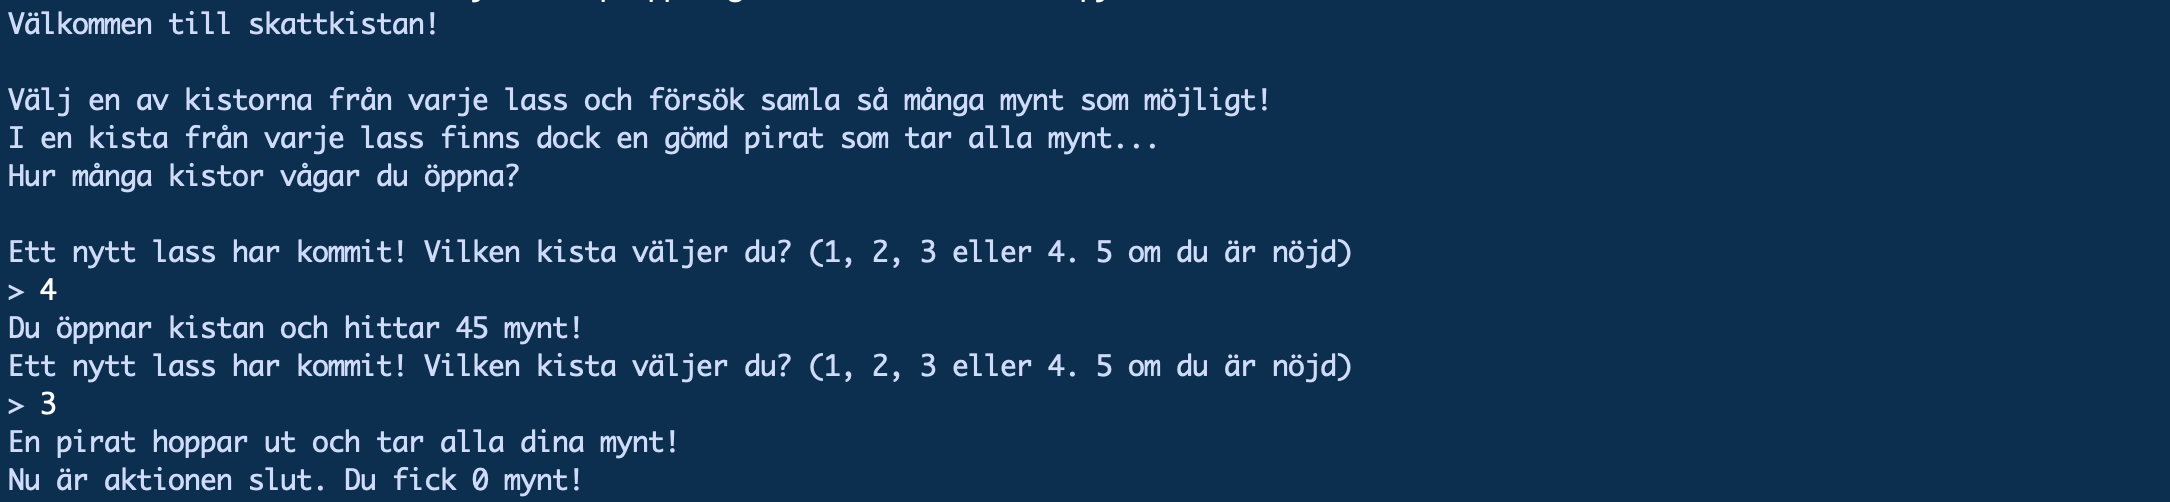 Välkommen till skattkistan!
Välj en av kistorna från varje lass och försök samla så många mynt som möjligt!
I en kista från varje lass finns dock en gömd pirat som tar alla mynt...
Hur många kistor vågar du öppna?
Ett nytt lass har kommit! Vilken kista väljer du? (1, 2, 3 eller 4. 5 om du är nöjd)
> 4
Du öppnar kistan och hittar 45 mynt!
Ett nytt lass har kommit! Vilken kista väljer du? (1, 2, 3 eller 4. 5 om du är nöjd)
> 3
En pirat hoppar ut och tar alla dina mynt!
Nu är aktionen slut. Du fick 0 mynt!